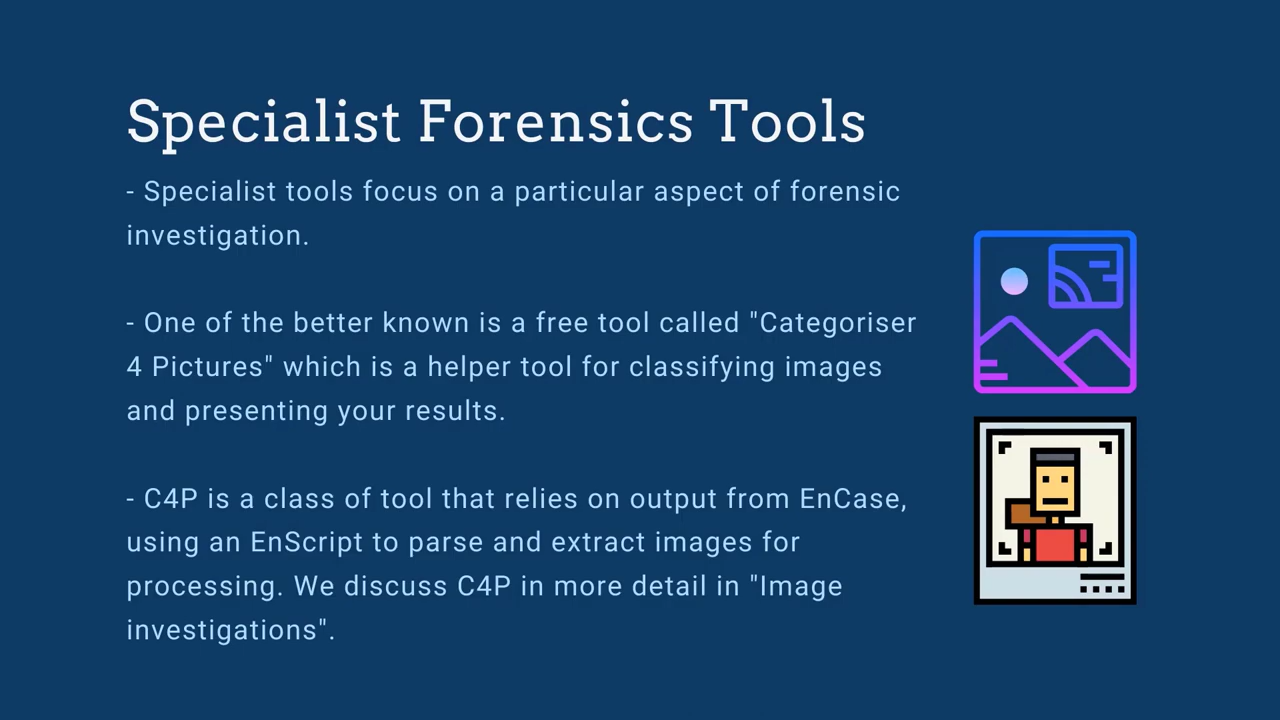 Specialist Forensics Tools
- Specialist tools focus on a particular aspect of forensic
investigation.
- One of the better known is a free tool called "Categoriser
4 Pictures" which is a helper tool for classifying images
and presenting your results.
- C4P is a class of tool that relies on output from EnCase,
using an EnScript to parse and extract images for
processing. We discuss C4P in more detail in "Image
investigations".